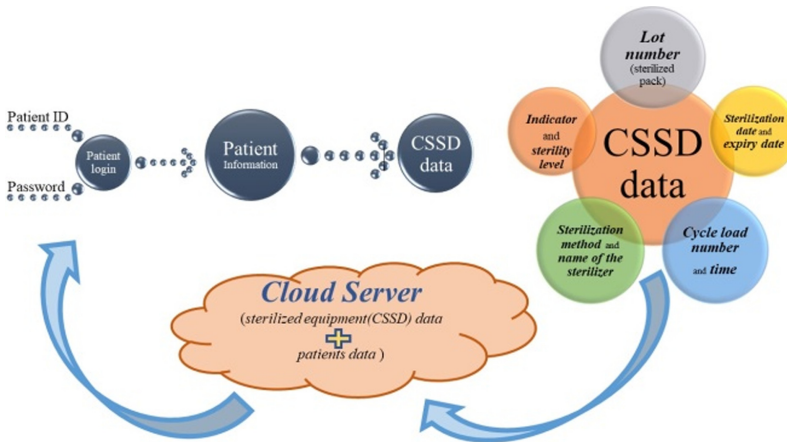 Patient ID
Password
Patient
login
Patient
Information
CSSD
data
Lot
number
(sterilized
pack)
Indicator
and
sterility
level
CSSD
data
Sterilization
date and
expiry date
Sterilization
method and
name of the
sterilizer
Cycle load
number
and time
Cloud Server
(sterilized equipment(CSSD) data
patients data )